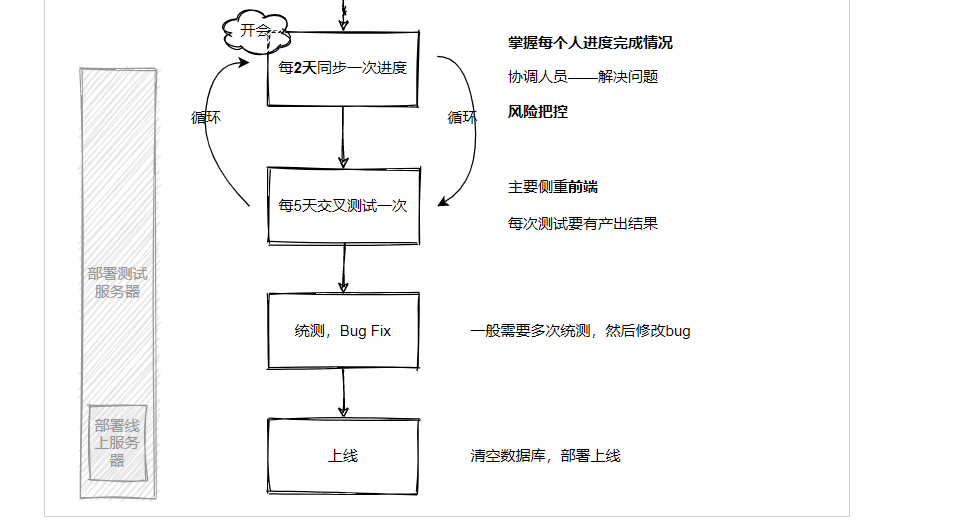 开会
每2天同步一次进度
掌握每个人进度完成情况
协调人员——解决问题
风险把控
循环
循环
每5天交叉测试一次
主要侧重前端
每次测试要有产出结果
部署测试
服务器
统测，Bug Fix
一般需要多次统测，然后修改bug
部署线
上服务
器
上线
清空数据库，部署上线